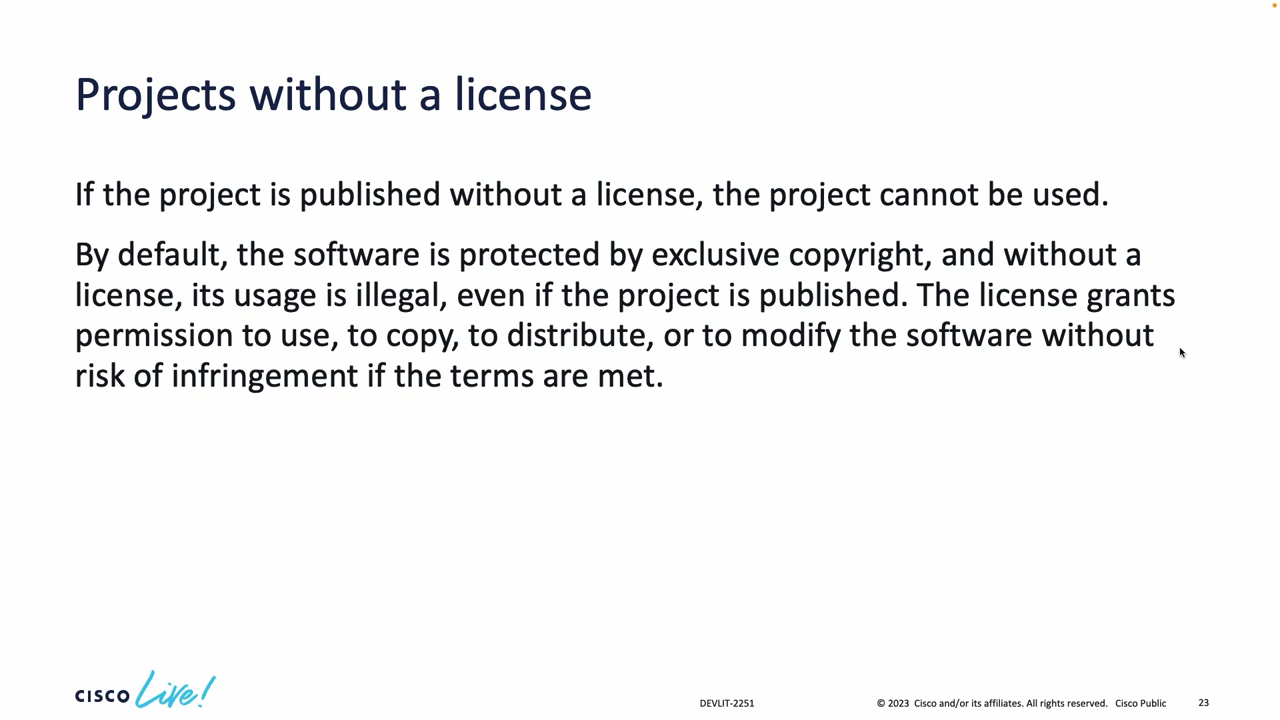 Projects without a license
If the project is published without a license, the project cannot be used.
By default, the software is protected by exclusive copyright, and without a
license, its usage is illegal, even if the project is published. The license grants
permission to use, to copy, to distribute, or to modify the software without
risk of infringement if the terms are met.
CISCO Live! DEVLIT-2251 © 2023 Cisco and/or its affiliates. All rights reserved. Cisco Public 23